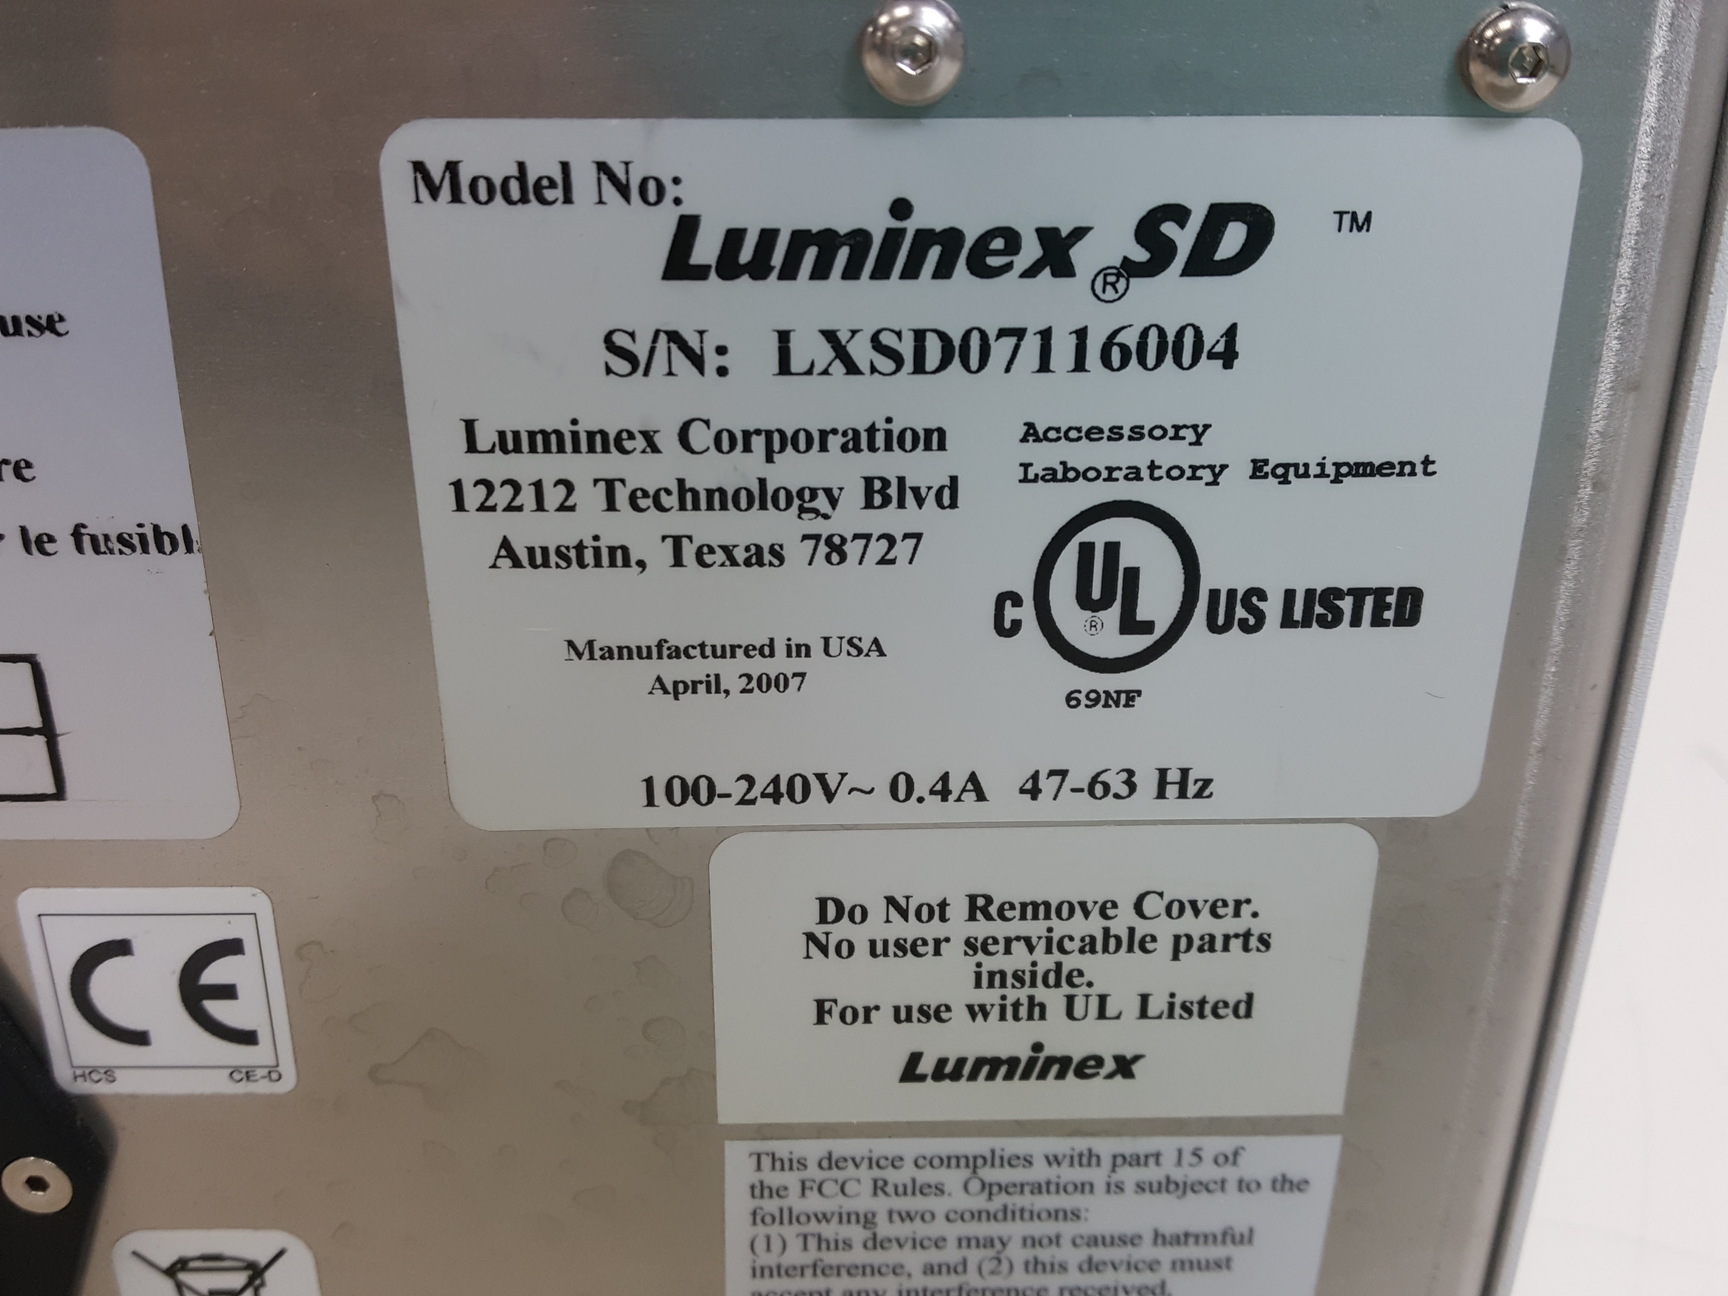 use
re
le
Model No:
Luminex® SD ™
S/N: LXSD07116004
Luminex Corporation
12212 Technology Blvd
Austin, Texas 78727
Accessory
Laboratory Equipment
C UL® US LISTED
69NF
Manufactured in USA
April, 2007
100-240V~ 0.4A 47-63 Hz
CE
HCS CE-D
Do Not Remove Cover.
No user servicable parts
inside.
For use with UL Listed
Luminex
This device complies with part 15 of
the FCC Rules. Operation is subject to the
following two conditions:
(1) This device may not cause harmful
interference, and (2) this device must
accept any interference received,